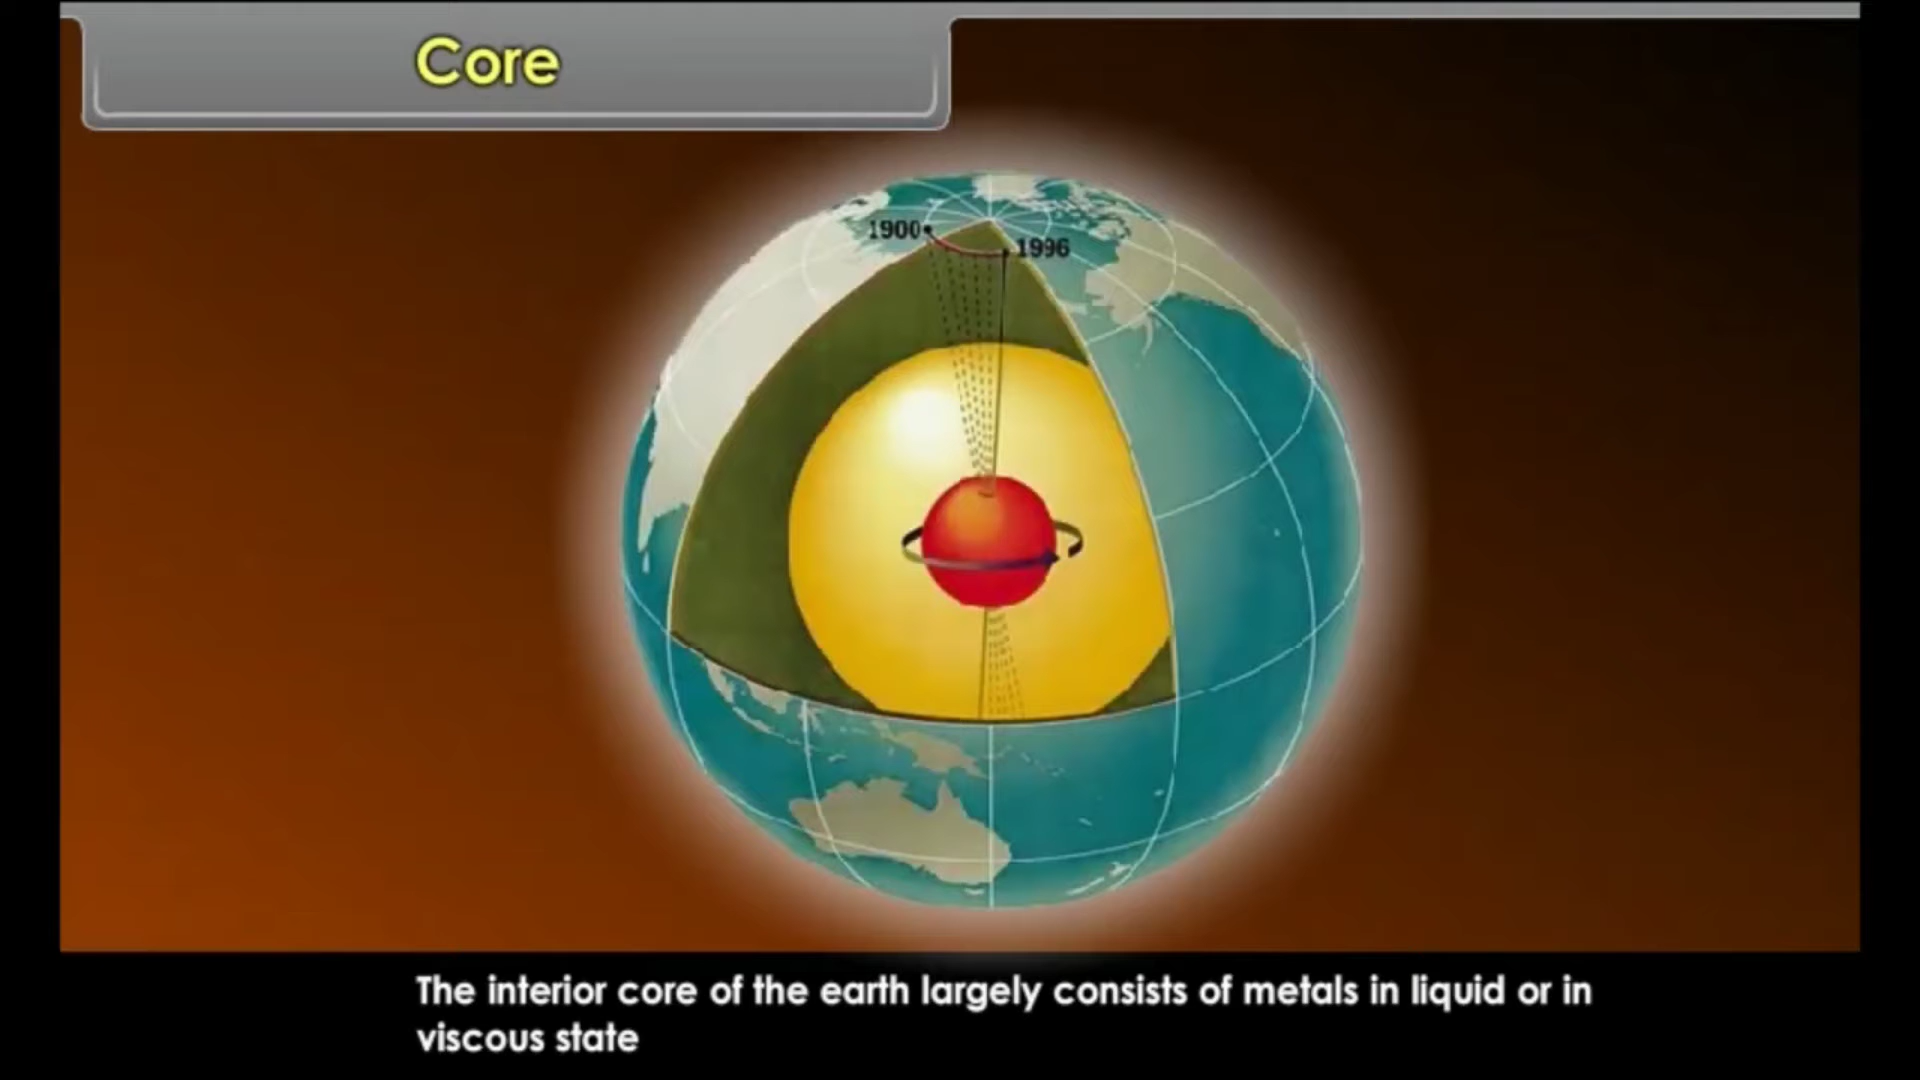 Core
1900
1996
The interior core of the earth largely consists of metals in liquid or in
viscous state